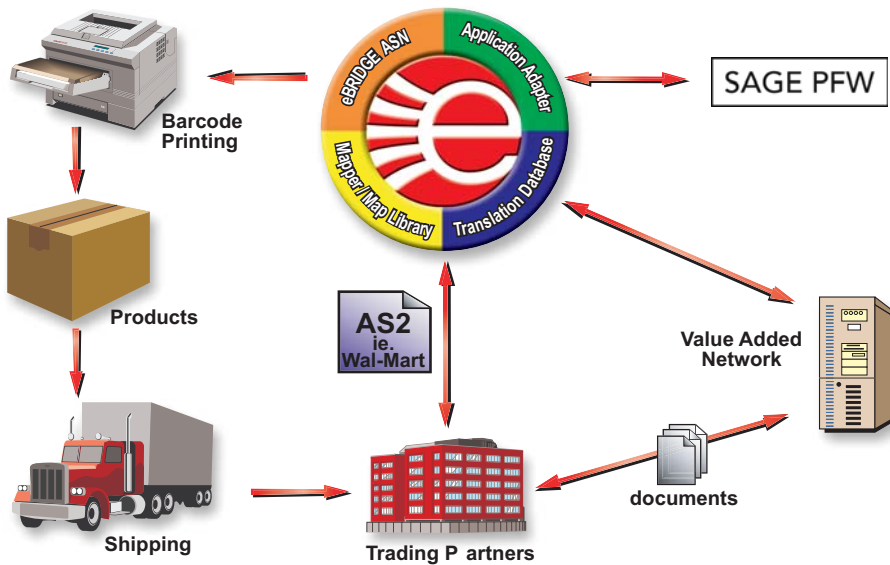 eBRIDGE ASN
Application Adapter
SAGE PFW
Barcode
Printing
Mapper / Map Library
Translation Database
Products
AS2
ie.
Wal-Mart
Value Added
Network
documents
Shipping
Trading P artners